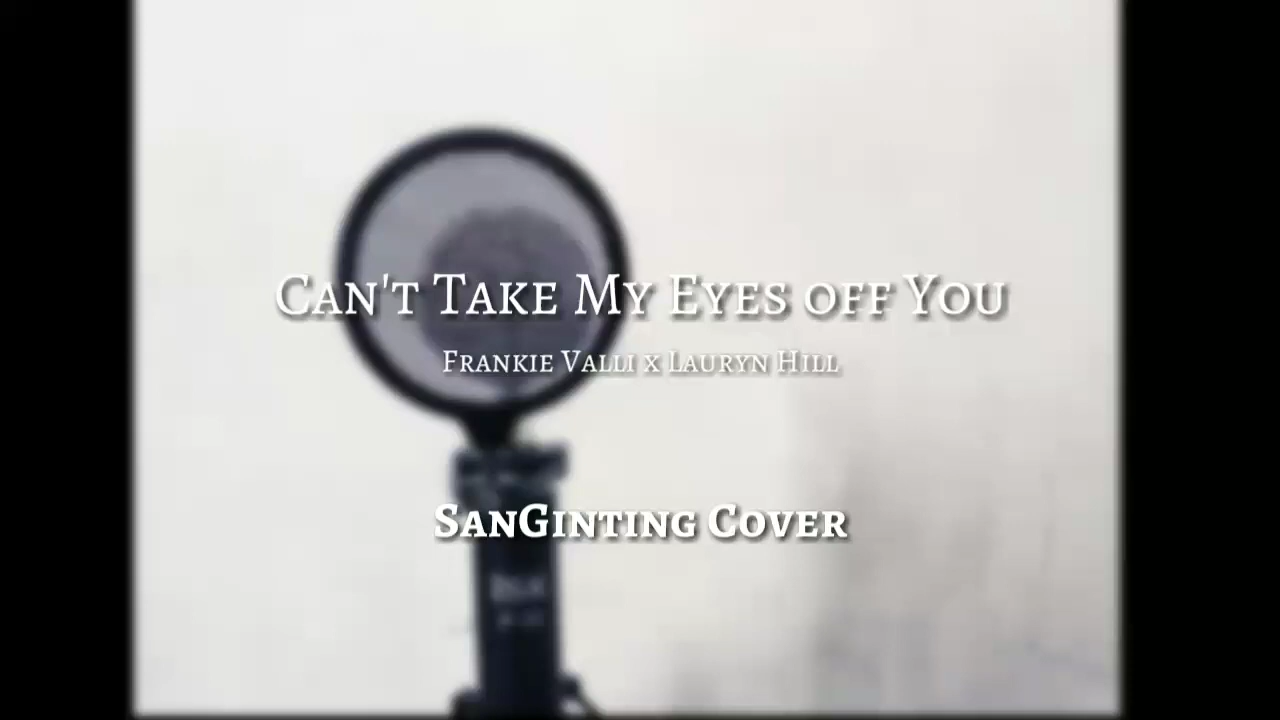 Can't Take My Eyes off You
Frankie Valli x Lauryn Hill
SanGinting Cover